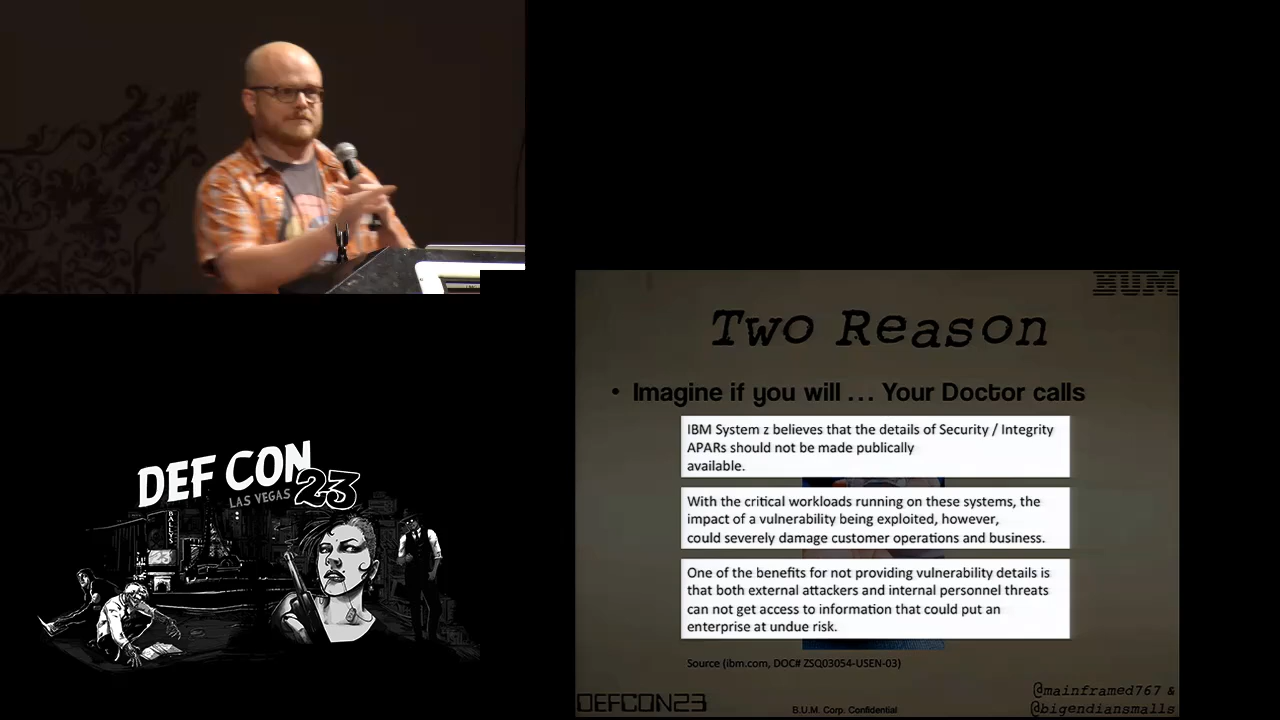 B.U.M
Two Reason
• Imagine if you will ... Your Doctor calls
IBM System z believes that the details of Security / Integrity
APARs should not be made publically
available.
With the critical workloads running on these systems, the
impact of a vulnerability being exploited, however,
could severely damage customer operations and business.
One of the benefits for not providing vulnerability details is
that both external attackers and internal personnel threats
can not get access to information that could put an
enterprise at undue risk.
Source (ibm.com, DOC# ZSQ03054-USEN-03)
DEFCON23
B.U.M. Corp. Confidential
@mainframed767 &
@bigendiansmalls
DEF CON
LAS VEGAS 23
BALLYS